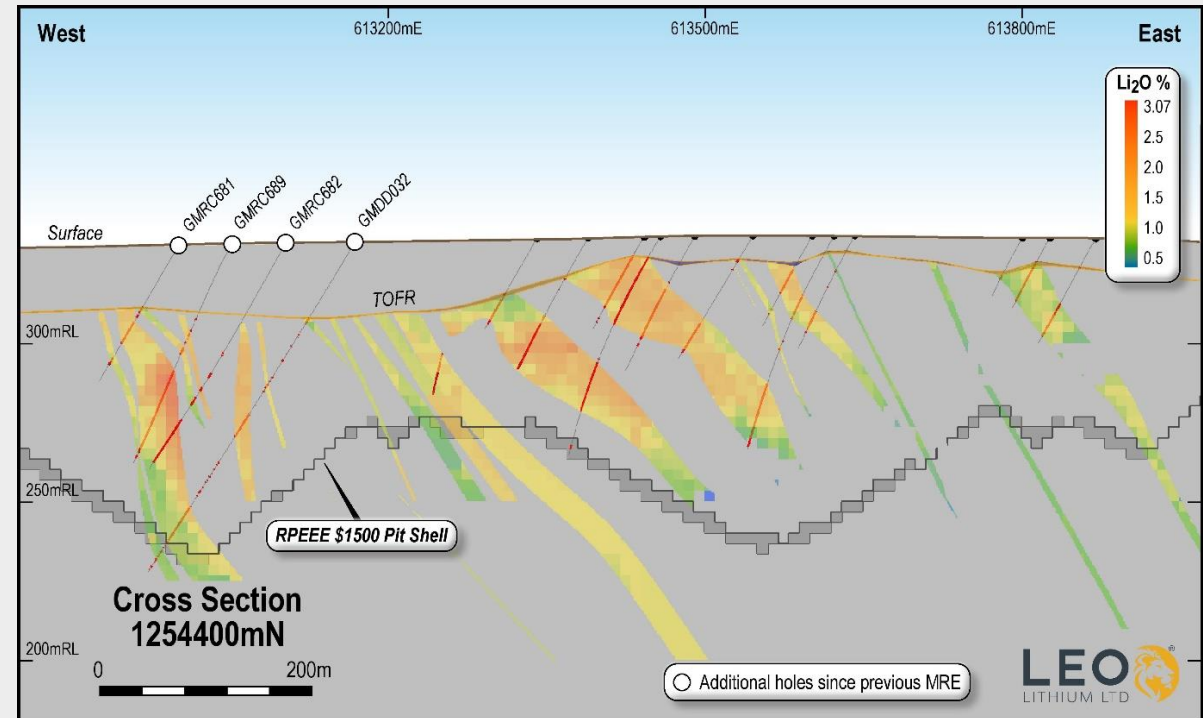 West
613200mE
613500mE
613800mE
East
Li₂O %
3.07
2.5
2.0
1.5
1.0
0.5
GMRC681
GMRC689
GMRC682
GMDD032
Surface
TOFR
300mRL
250mRL
200mRL
RPEEE $1500 Pit Shell
Cross Section
1254400mN
0
200m
Additional holes since previous MRE
LEO
LITHIUM LTD